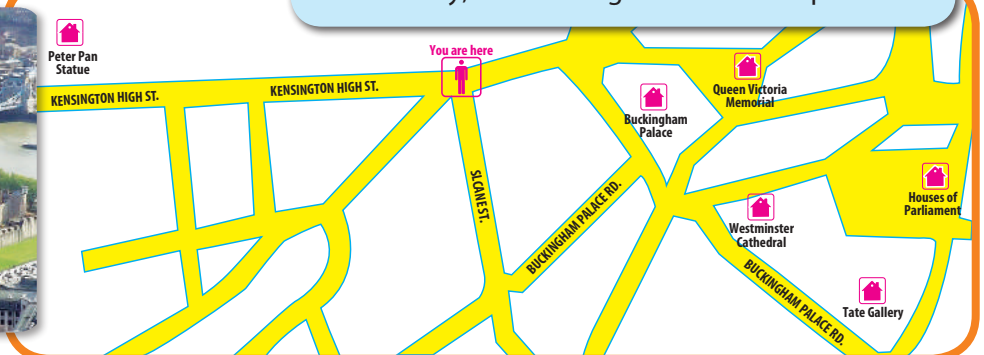 Peter Pan
Statue
You are here
KENSINGTON HIGH ST.
KENSINGTON HIGH ST.
Queen Victoria
Memorial
Buckingham
Palace
SLCANE ST.
BUCKINGHAM PALACE RD.
Houses of
Parliament
Westminster
Cathedral
BUCKINGHAM PALACE RD.
Tate Gallery